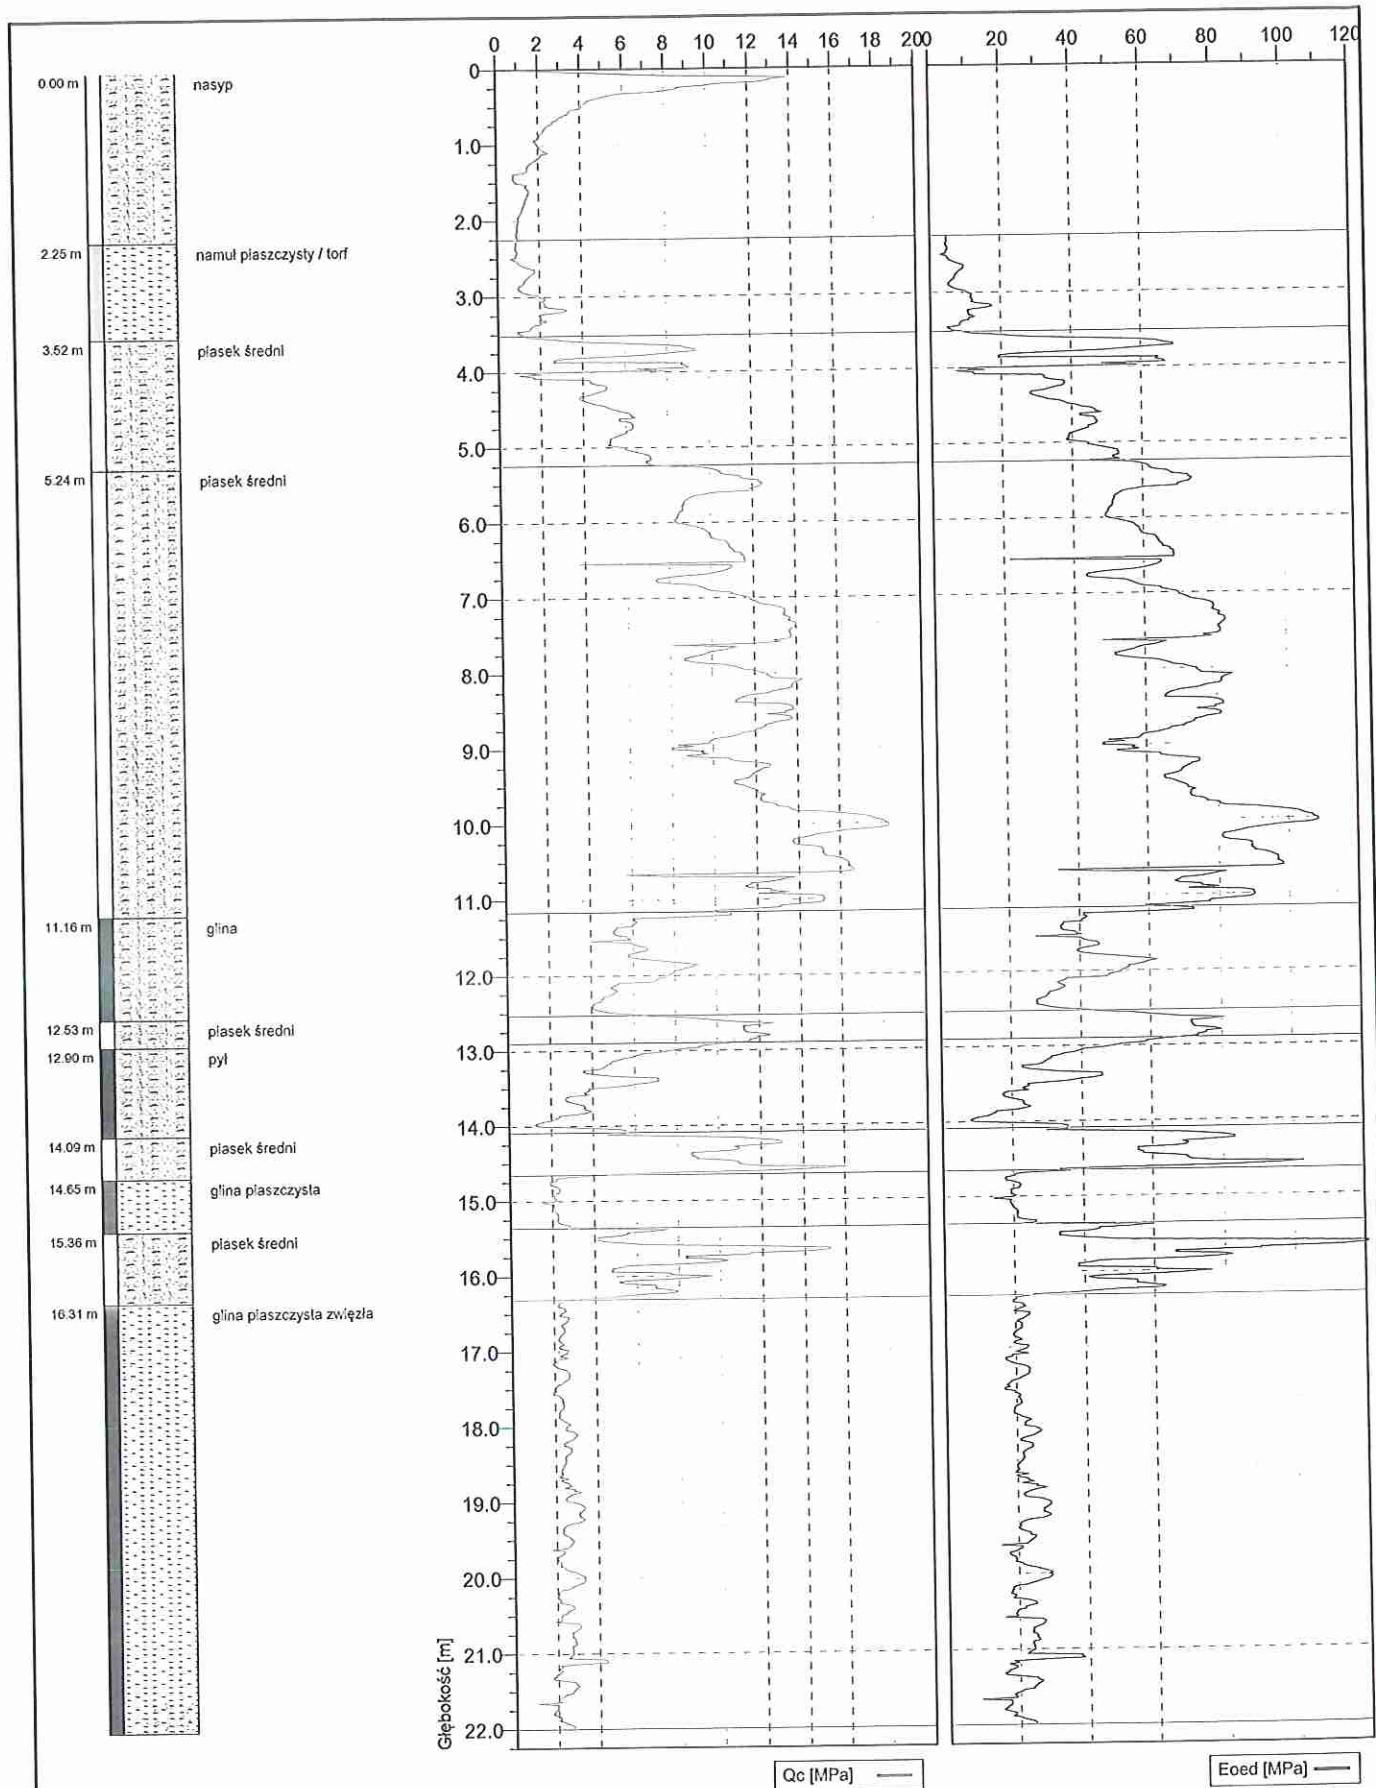 0 2 4 6 8 10 12 14 16 18 200 20 40 60 80 100 120
0
0.00 m nasyp
1.0
2.0
2.25 m namuł piaszczysty / torf
3.0
3.52 m piasek średni
4.0
5.0
5.24 m piasek średni
6.0
7.0
8.0
9.0
10.0
11.0
11.16 m glina
12.0
12.53 m piasek średni
12.90 m pył
13.0
14.0
14.09 m piasek średni
14.65 m glina piaszczysta
15.0
15.36 m piasek średni
16.0
16.31 m glina piaszczysta zwięzła
17.0
18.0
19.0
20.0
21.0
22.0
Głębokość [m]
Qc [MPa]
Eoed [MPa]